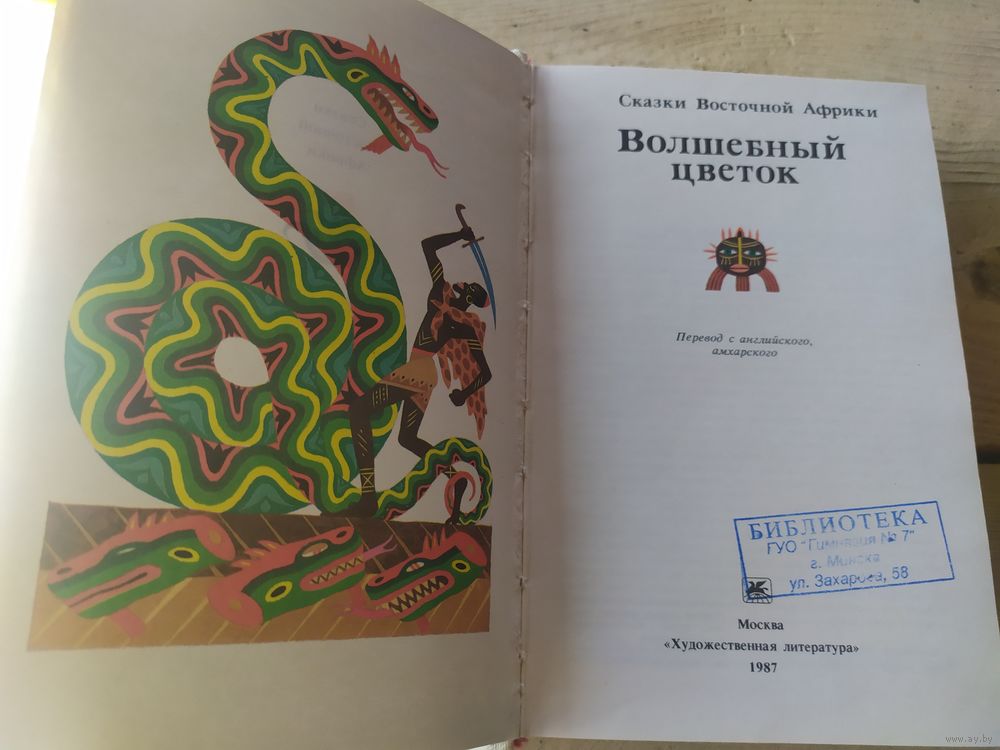 Сказки Восточной Африки
Волшебный
цветок
Перевод с английского,
амхарского
БИБЛИОТЕКА
ГУО "Гимназия № 7"
г. Минска
ул. Захарова, 58
Москва
«Художественная литература»
1987
www.ay.by